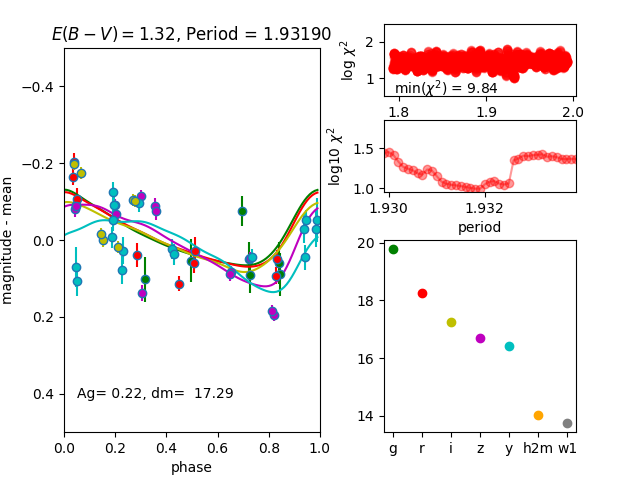 E(B − V) = 1.32, Period = 1.93190
magnitude - mean
−0.4
−0.2
0.0
0.2
0.4
Ag= 0.22, dm=  17.29
0.0 0.2 0.4 0.6 0.8 1.0
phase
log χ²
2
1
min(χ²) = 9.84
1.8 1.9 2.0
log10 χ²
1.5
1.0
1.930 1.932
period
20
18
16
14
g r i z y h2m w1